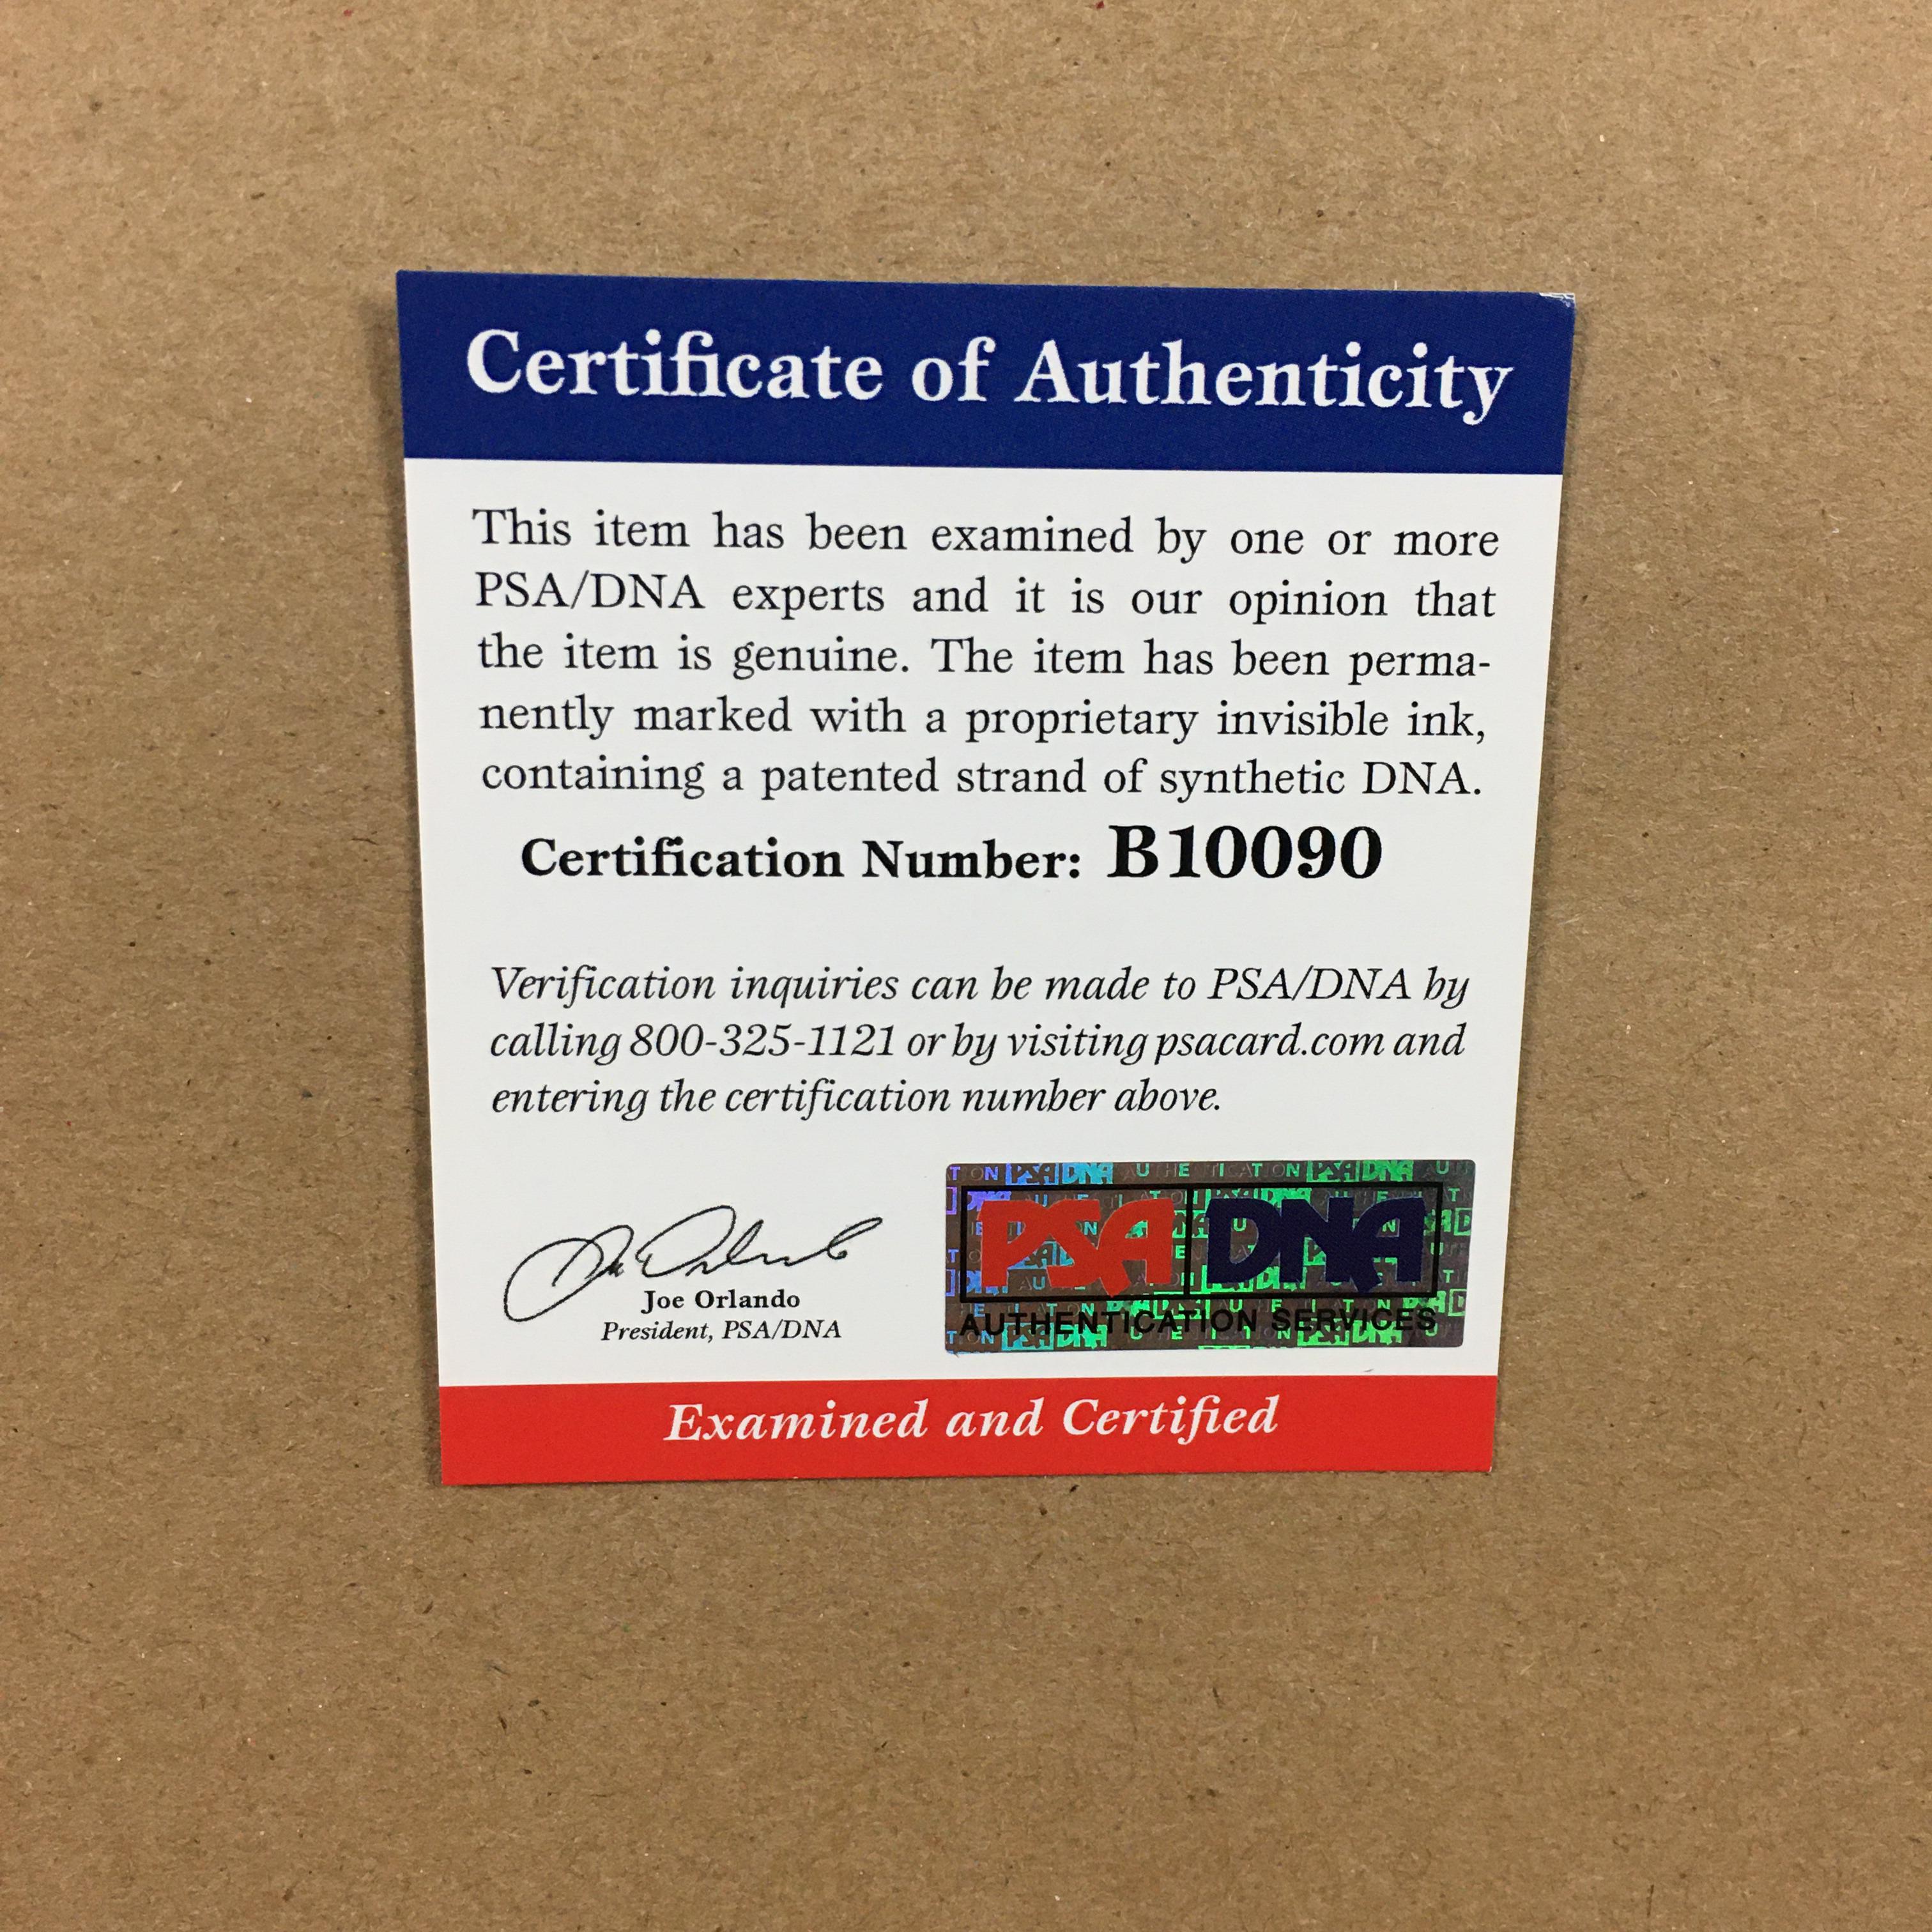 Certificate of Authenticity
This item has been examined by one or more
PSA/DNA experts and it is our opinion that
the item is genuine. The item has been perma-
nently marked with a proprietary invisible ink,
containing a patented strand of synthetic DNA.
Certification Number: B10090
Verification inquiries can be made to PSA/DNA by
calling 800-325-1121 or by visiting psacard.com and
entering the certification number above.
Joe Orlando
President, PSA/DNA
PSA DNA
AUTHENTICATION SERVICES
Examined and Certified